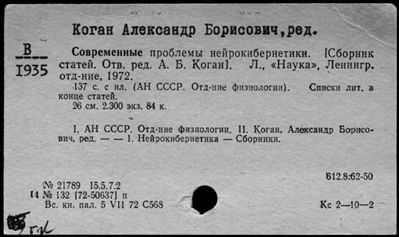 Коган Александр Борисович, ред.
В
1935
Современные проблемы нейрокибернетики. [Сборник
статей. Отв. ред. А. Б. Коган]. Л., «Наука», Ленингр.
отд-ние, 1972.
137 с. с ил. (АН СССР. Отд-ние физиологии). Списки лит. в
конце статей.
26 см. 2.300 экз. 84 к.
I. АН СССР. Отд-ние физиологии. II. Коган, Александр Борисо-
вич, ред. — — 1. Нейрокибернетика — Сборники.
612.8:62-50
№ 21789 15.5.7.2
14 № 132 [72-50637] п
Вс. кн. пал. 5 VII 72 С568
Кс 2—10—2